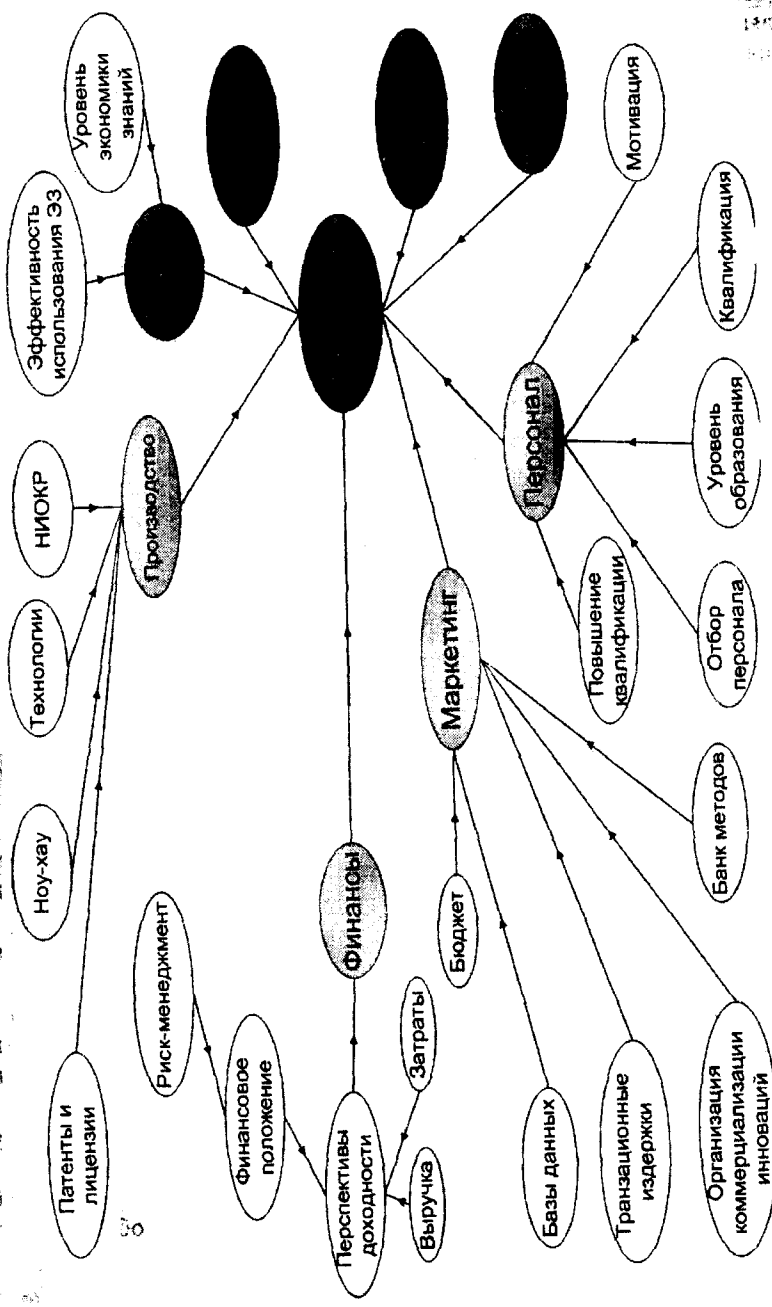 Патенты и
лицензии
Ноу-хау
Технологии
НИОКР
Эффективность
использования ЭЗ
Уровень
экономики
знаний
Производство
Риск-менеджмент
Финансовое
положение
Перспективы
доходности
Выручка
Затраты
Финансы
Бюджет
Маркетинг
Базы данных
Транзационные
издержки
Организация
коммерциализации
инноваций
Банк методов
Персонал
Повышение
квалификации
Отбор
персонала
Уровень
образования
Квалификация
Мотивация